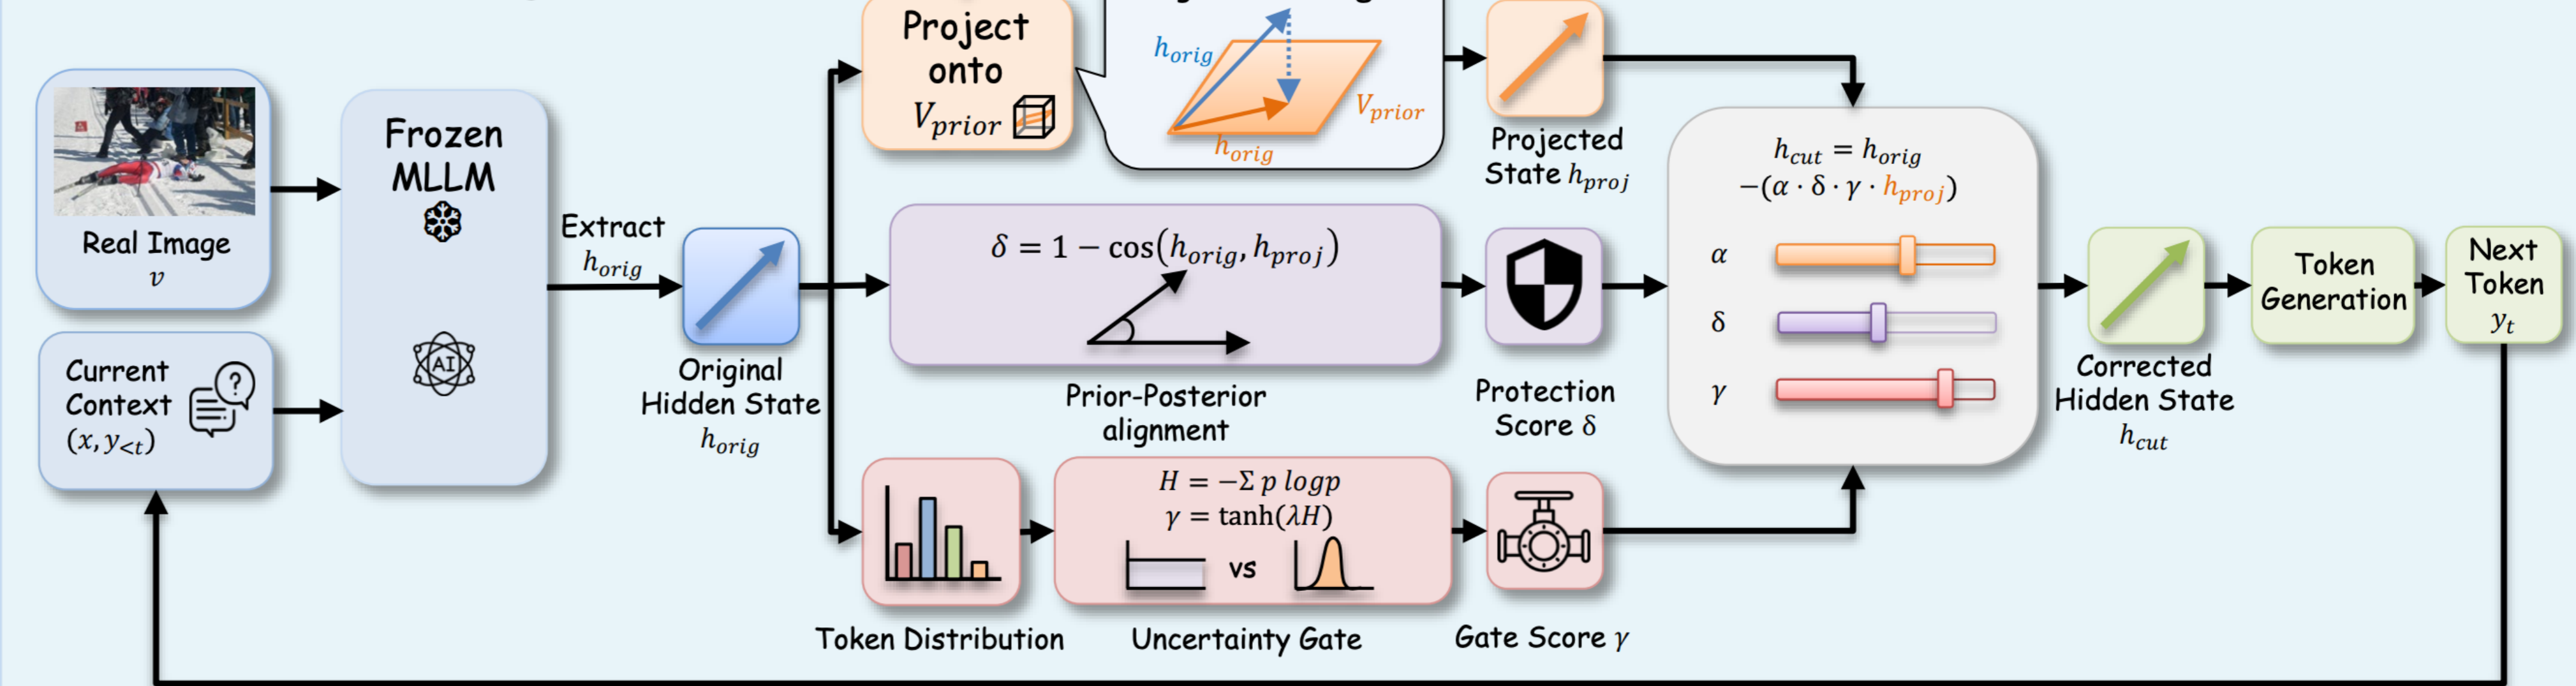 Real Image
v
Current
Context
(x, y<t)
Frozen
MLLM
AI
Extract
h_orig
Original
Hidden State
h_orig
Project
onto
V_prior
h_orig
V_prior
h_orig
Projected
State h_proj
δ = 1 − cos(h_orig, h_proj)
Prior-Posterior
alignment
Protection
Score δ
Token Distribution
H = −Σ p logp
γ = tanh(λH)
vs
Uncertainty Gate
Gate Score γ
h_cut = h_orig
−(α · δ · γ · h_proj)
α
δ
γ
Corrected
Hidden State
h_cut
Token
Generation
Next
Token
y_t